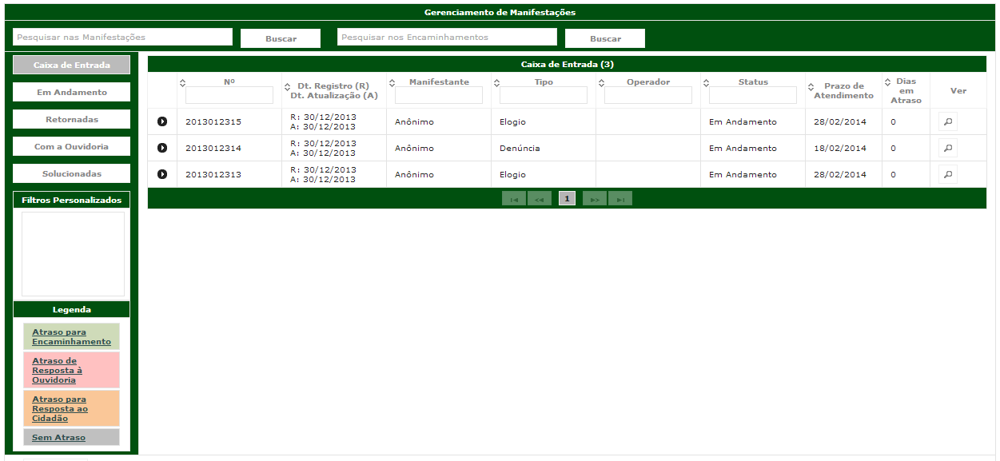 Gerenciamento de Manifestações
Pesquisar nas Manifestações Buscar Pesquisar nos Encaminhamentos Buscar
Caixa de Entrada
Em Andamento
Retornadas
Com a Ouvidoria
Solucionadas
Filtros Personalizados
Legenda
Atraso para
Encaminhamento
Atraso de
Resposta à
Ouvidoria
Atraso para
Resposta ao
Cidadão
Sem Atraso
Caixa de Entrada (3)
Nº
Dt. Registro (R)
Dt. Atualização (A)
Manifestante
Tipo
Operador
Status
Prazo de
Atendimento
Dias
em
Atraso
Ver
2013012315
R: 30/12/2013
A: 30/12/2013
Anônimo
Elogio
Em Andamento
28/02/2014
0
2013012314
R: 30/12/2013
A: 30/12/2013
Anônimo
Denúncia
Em Andamento
18/02/2014
0
2013012313
R: 30/12/2013
A: 30/12/2013
Anônimo
Elogio
Em Andamento
28/02/2014
0
|< << 1 >> >|